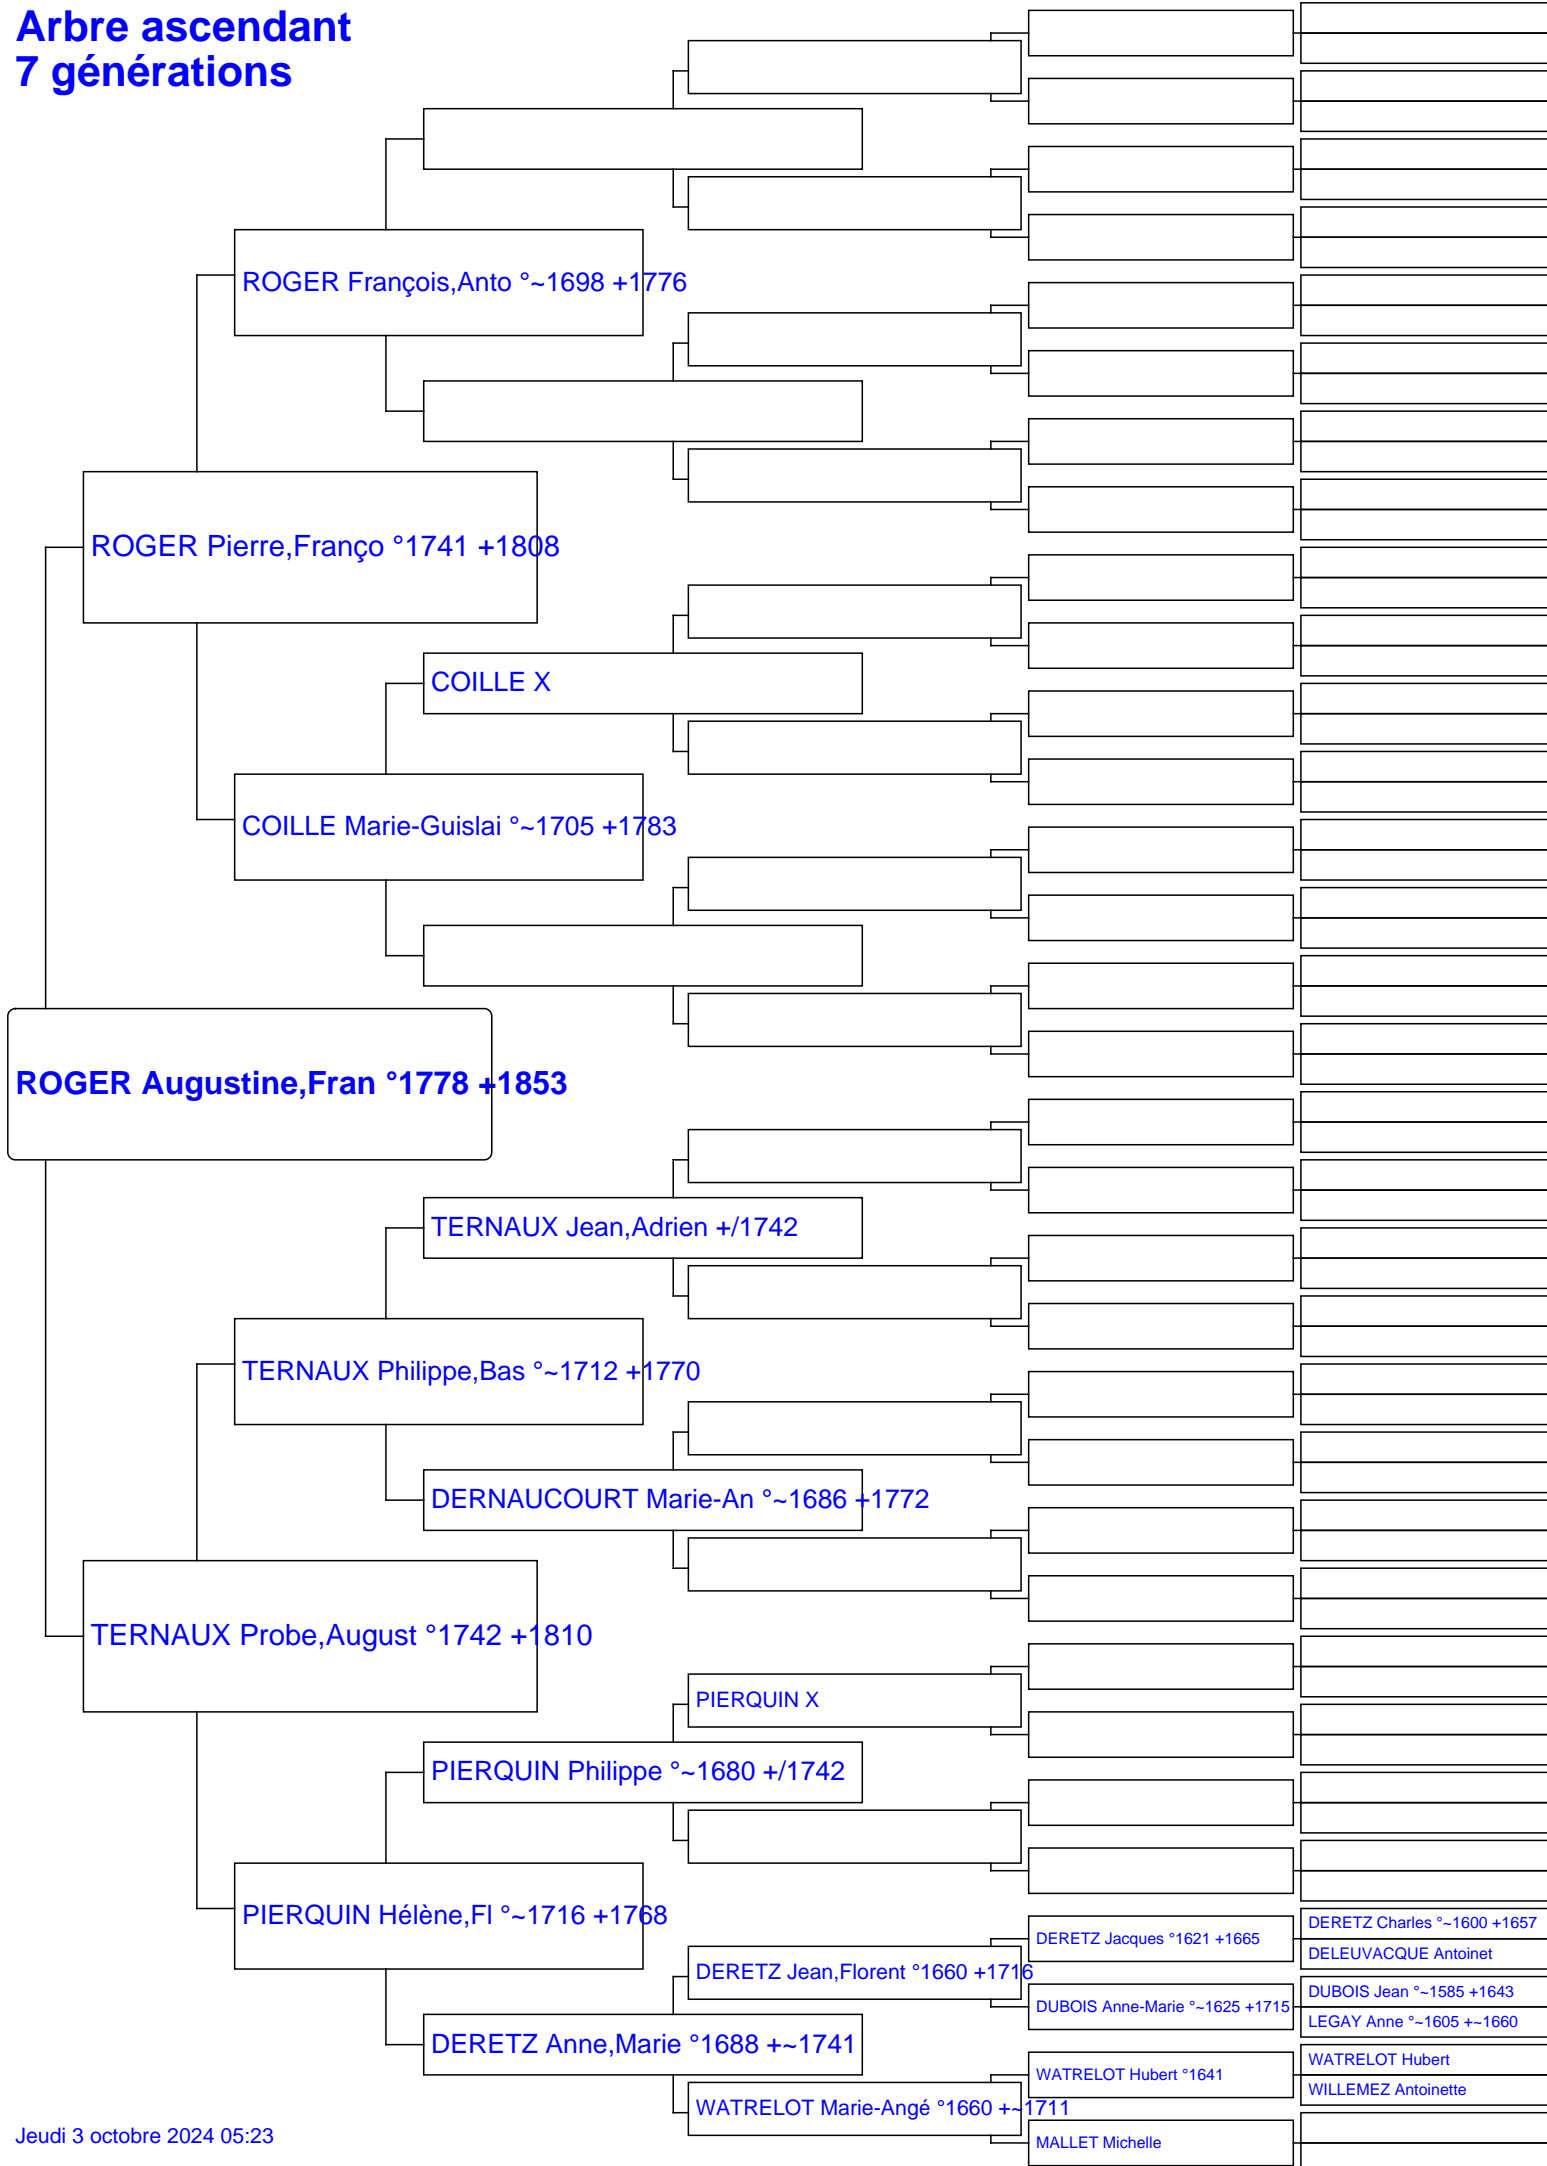 Arbre ascendant
7 générations
ROGER François,Anto °~1698 +1776
ROGER Pierre,Franço °1741 +1808
COILLE X
COILLE Marie-Guislai °~1705 +1783
ROGER Augustine,Fran °1778 +1853
TERNAUX Jean,Adrien +/1742
TERNAUX Philippe,Bas °~1712 +1770
DERNAUCOURT Marie-An °~1686 +1772
TERNAUX Probe,August °1742 +1810
PIERQUIN X
PIERQUIN Philippe °~1680 +/1742
PIERQUIN Hélène,Fl °~1716 +1768
DERETZ Charles °~1600 +1657
DERETZ Jacques °1621 +1665
DELEUVACQUE Antoinet
DERETZ Jean,Florent °1660 +1716
DUBOIS Jean °~1585 +1643
DUBOIS Anne-Marie °~1625 +1715
LEGAY Anne °~1605 +~1660
DERETZ Anne,Marie °1688 +~1741
WATRELOT Hubert
WATRELOT Hubert °1641
WILLEMEZ Antoinette
WATRELOT Marie-Angé °1660 +~1711
MALLET Michelle
Jeudi 3 octobre 2024 05:23